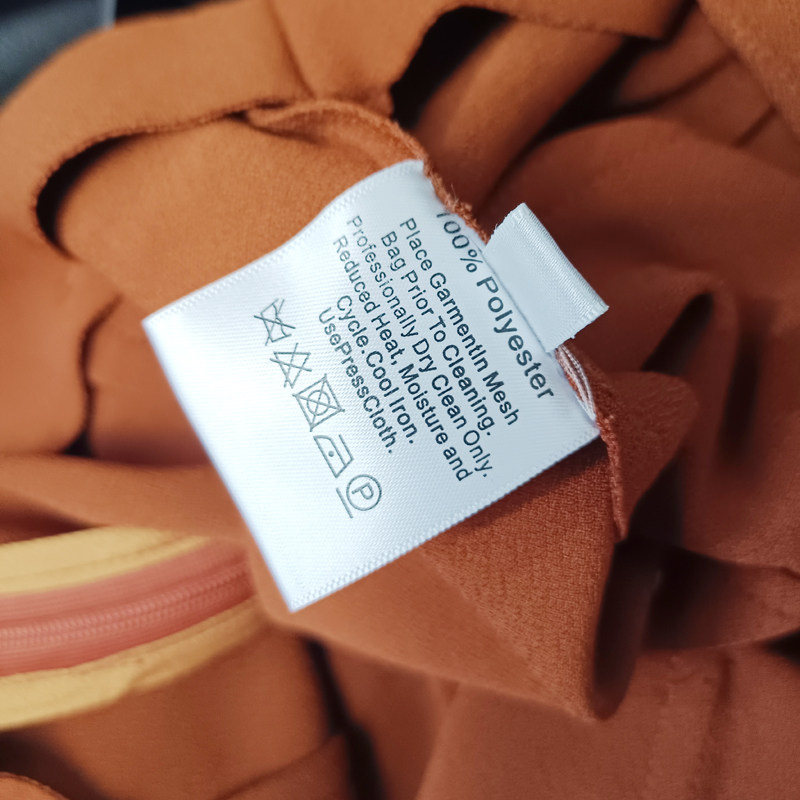 100% Polyester
Place GarmentIn Mesh
Bag Prior To Cleaning.
Professionally Dry Clean Only.
Reduced Heat, Moisture and
Cycle.Cool Iron.
UsePressCloth.
P